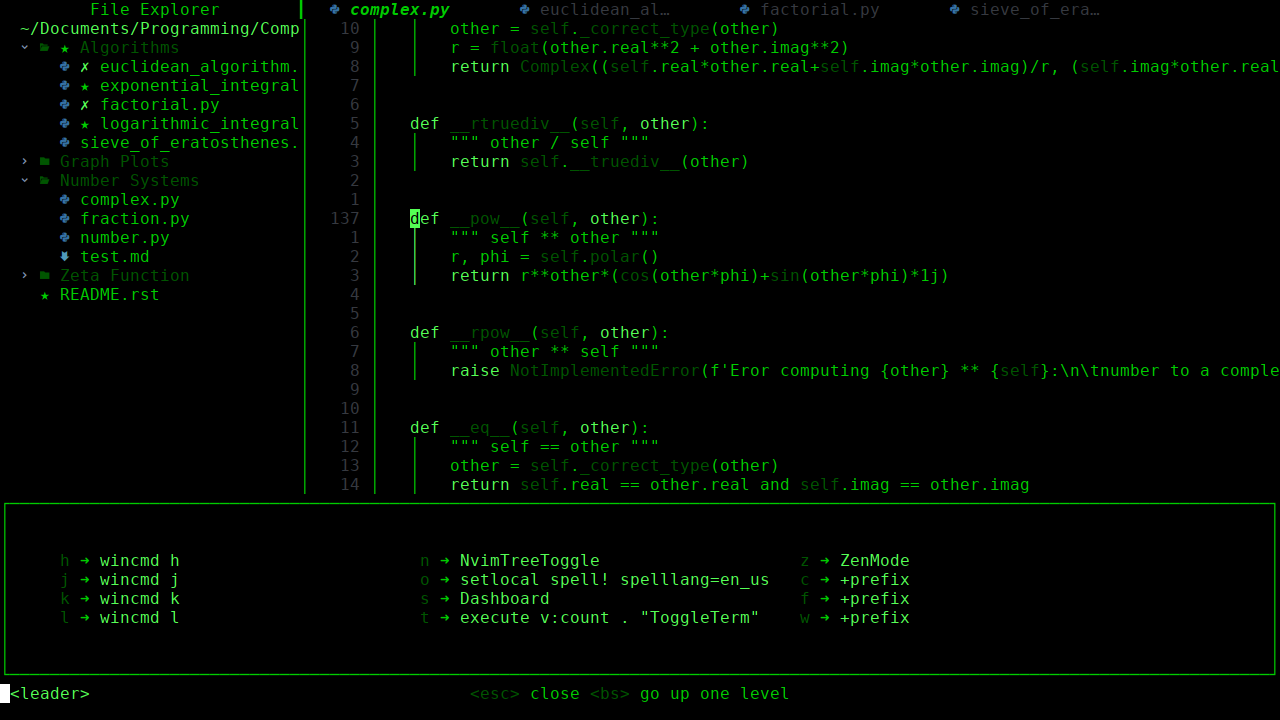 File Explorer
complex.py euclidean_al… factorial.py sieve_of_era…
~/Documents/Programming/Comp
★ Algorithms
✗ euclidean_algorithm.
★ exponential_integral
✗ factorial.py
★ logarithmic_integral
sieve_of_eratosthenes.
Graph Plots
Number Systems
complex.py
fraction.py
number.py
test.md
Zeta Function
★ README.rst
10 other = self._correct_type(other)
9 r = float(other.real**2 + other.imag**2)
8 return Complex((self.real*other.real+self.imag*other.imag)/r, (self.imag*other.real
7
6
5 def __rtruediv__(self, other):
4 """ other / self """
3 return self.__truediv__(other)
2
1
137 def __pow__(self, other):
1 """ self ** other """
2 r, phi = self.polar()
3 return r**other*(cos(other*phi)+sin(other*phi)*1j)
4
5
6 def __rpow__(self, other):
7 """ other ** self """
8 raise NotImplementedError(f'Eror computing {other} ** {self}:\n\tnumber to a comple
9
10
11 def __eq__(self, other):
12 """ self == other """
13 other = self._correct_type(other)
14 return self.real == other.real and self.imag == other.imag
h ➜ wincmd h n ➜ NvimTreeToggle z ➜ ZenMode
j ➜ wincmd j o ➜ setlocal spell! spelllang=en_us c ➜ +prefix
k ➜ wincmd k s ➜ Dashboard f ➜ +prefix
l ➜ wincmd l t ➜ execute v:count . "ToggleTerm" w ➜ +prefix
<leader> <esc> close <bs> go up one level